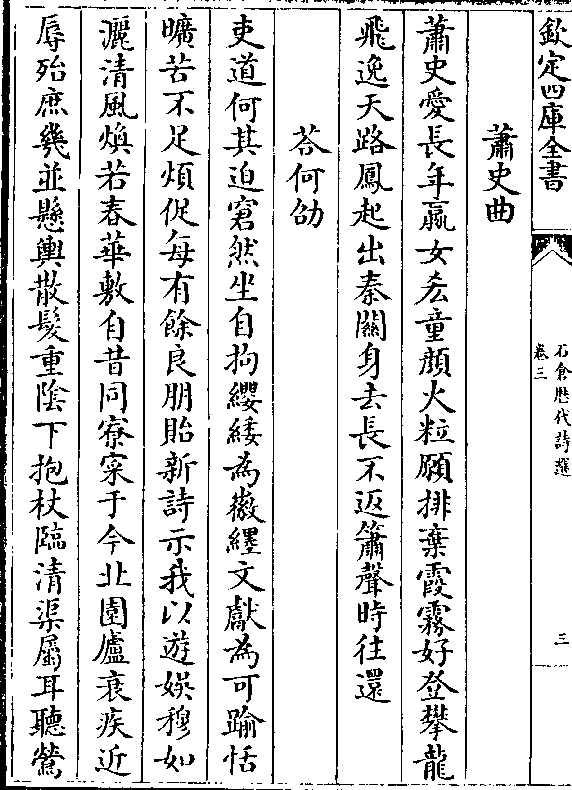 欽定四庫全書
石倉歴代詩選
卷三
三
蕭史曲
蕭史愛長年嬴女𠫤童顔火粒願排棄霞霧好登攀龍
飛逸天路鳳起出秦關身去長不返簫聲時往還
荅何劭
吏道何其迫窘然坐自拘纓緌為徽纆文獻為可踰恬
曠苦不足煩促每有餘良朋貽新詩示我以遊娛穆如
灑清風煥若春華敷自昔同寮寀于今北園廬衰疾近
辱殆庶幾並懸輿散髮重陰下抱杖臨清渠屬耳聽鶯